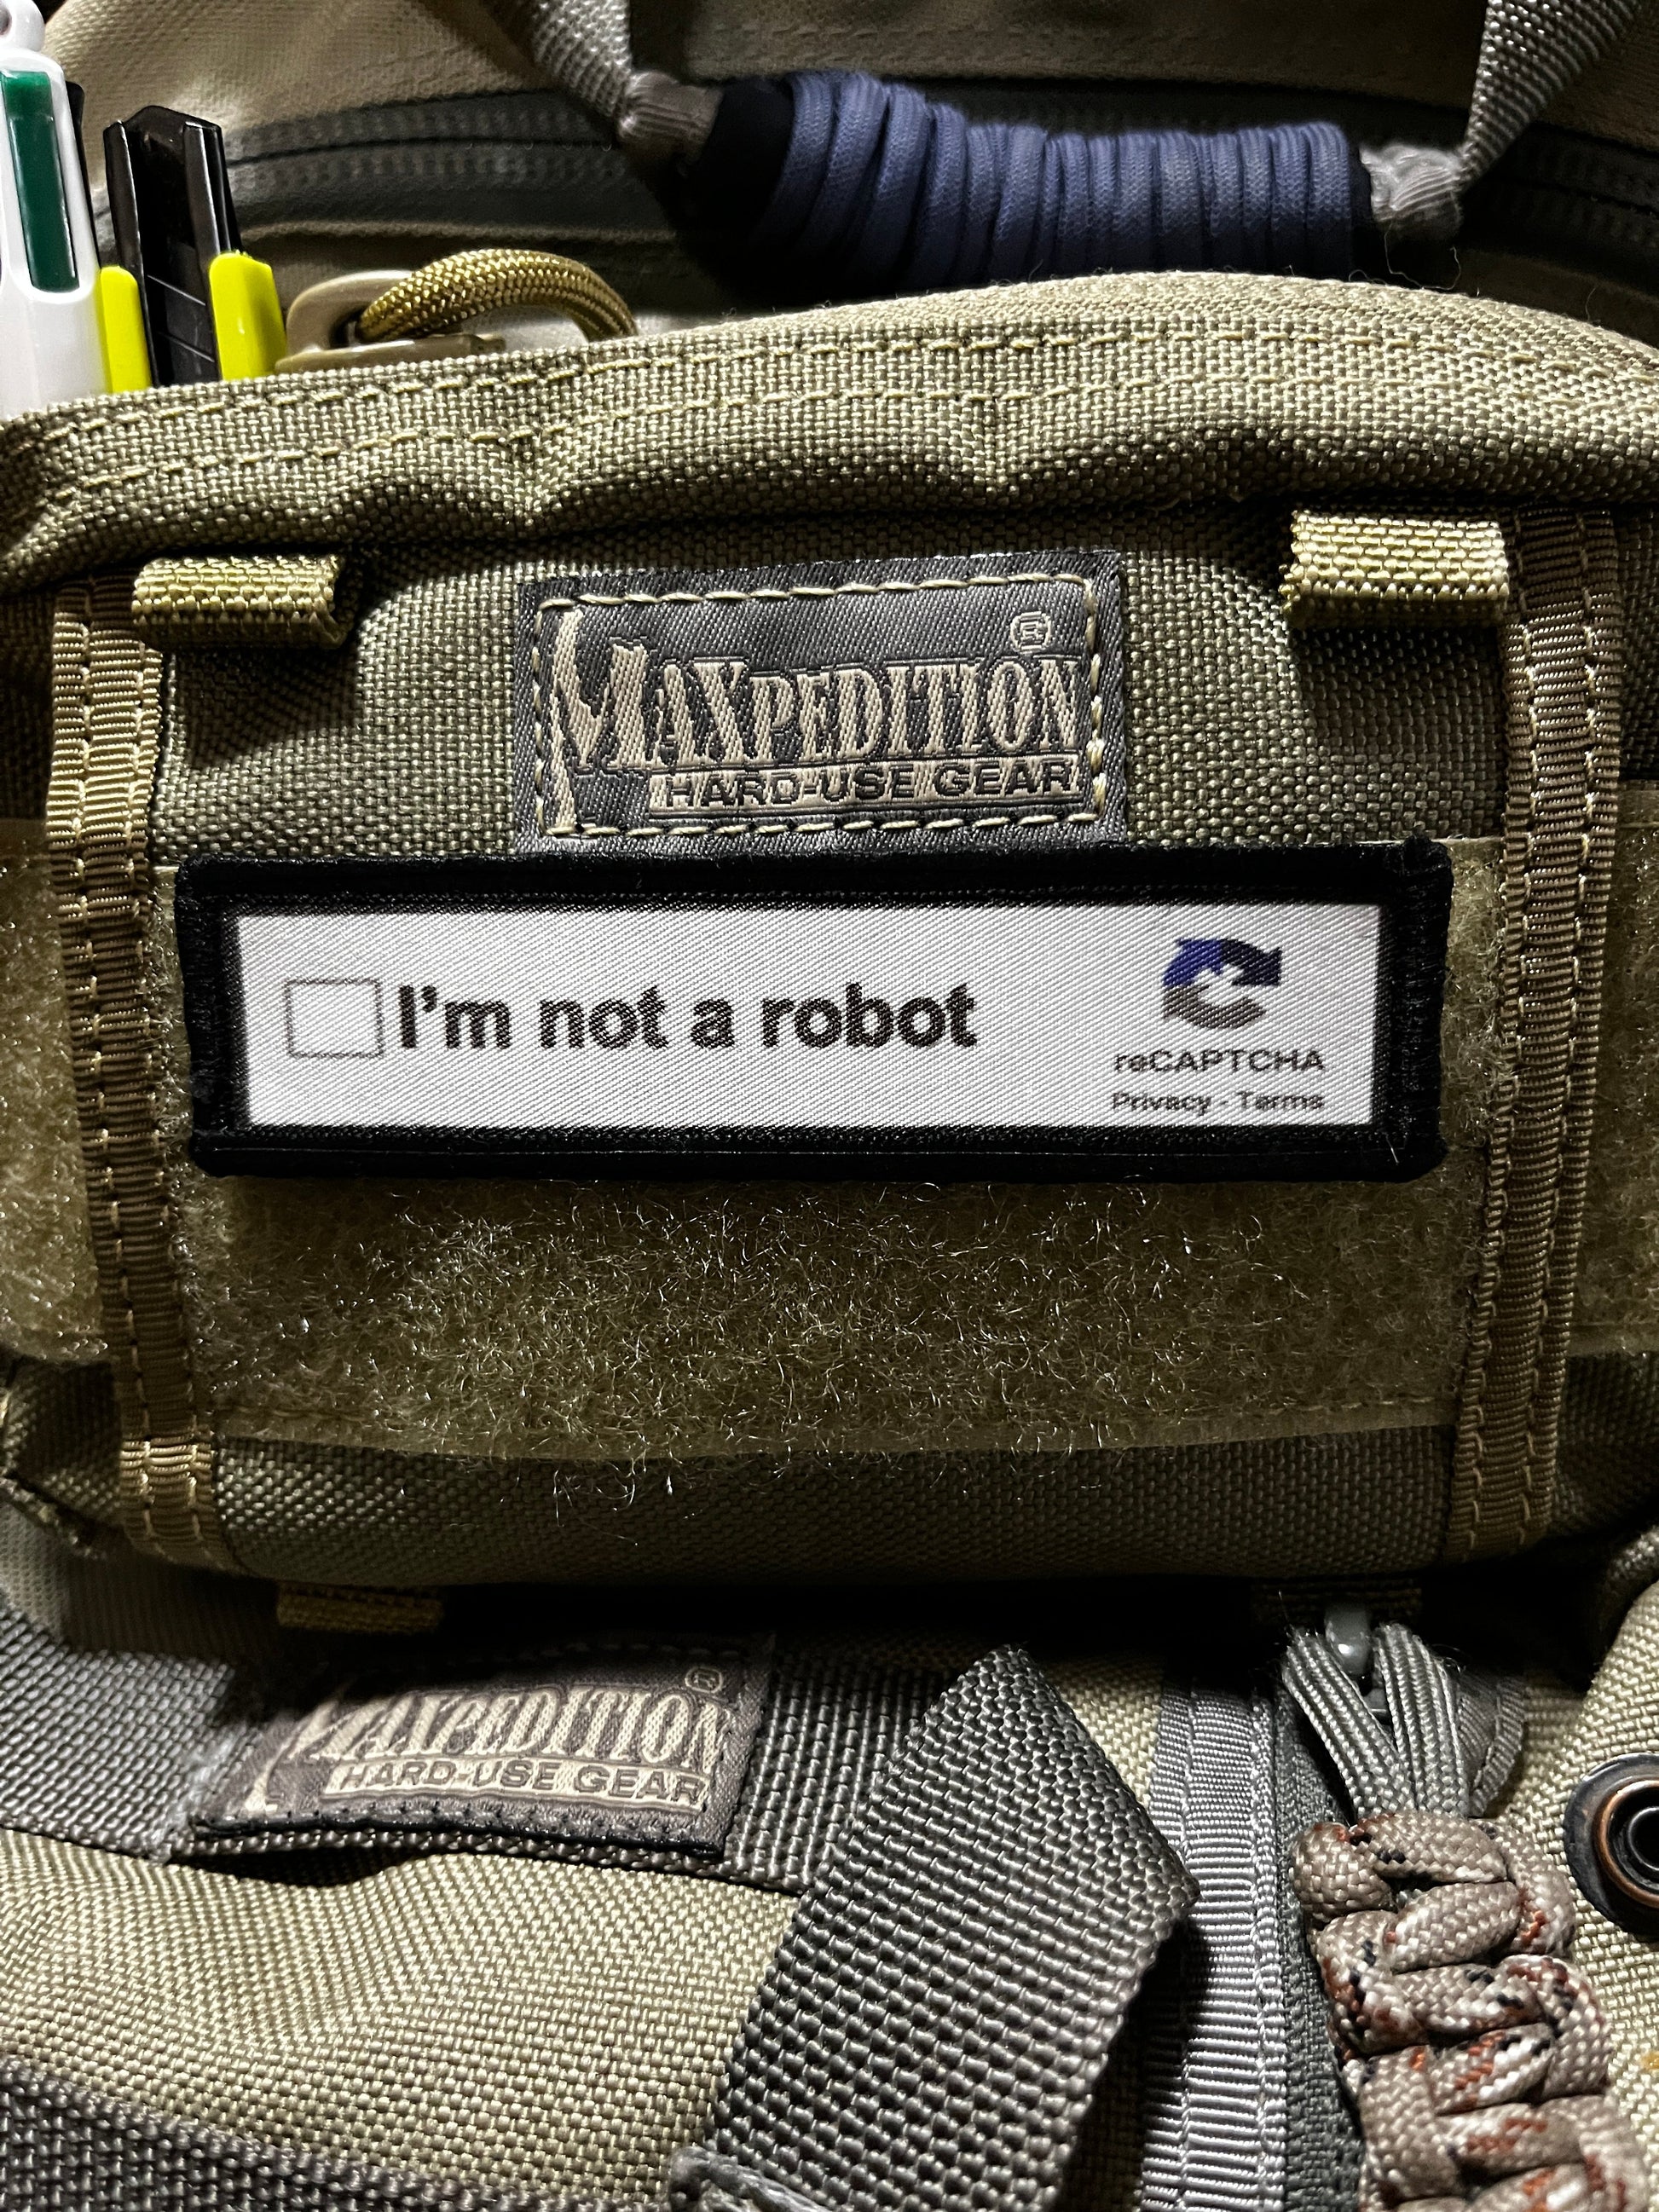 MAXPEDITION®
HARD-USE GEAR
I'm not a robot
reCAPTCHA
Privacy - Terms
MAXPEDITION®
HARD-USE GEAR